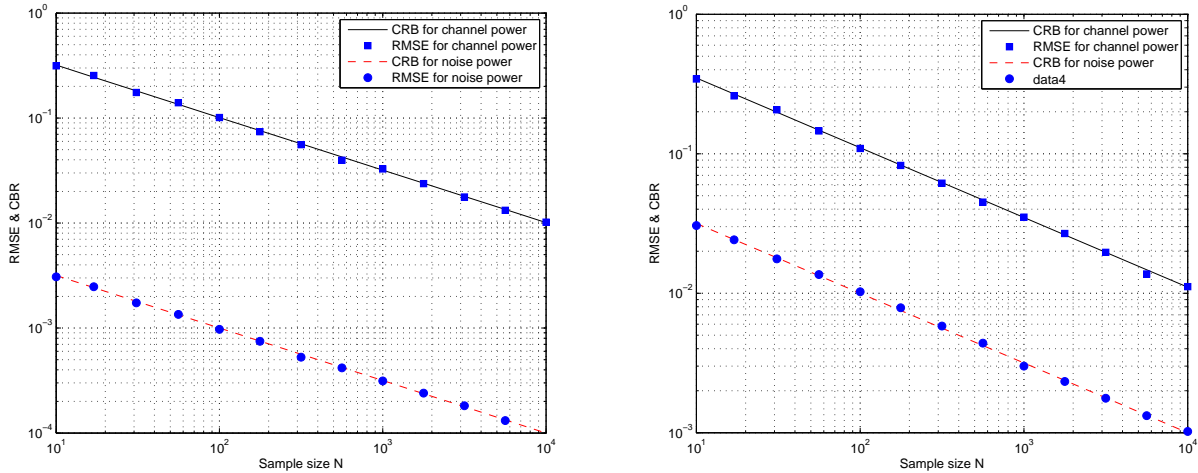 10^0
10^-1
10^-2
10^-3
10^-4
10^1
10^2
10^3
10^4
Sample size N
RMSE & CBR
CRB for channel power
RMSE for channel power
CRB for noise power
RMSE for noise power
10^0
10^-1
10^-2
10^-3
10^1
10^2
10^3
10^4
Sample size N
RMSE & CBR
CRB for channel power
RMSE for channel power
CRB for noise power
data4